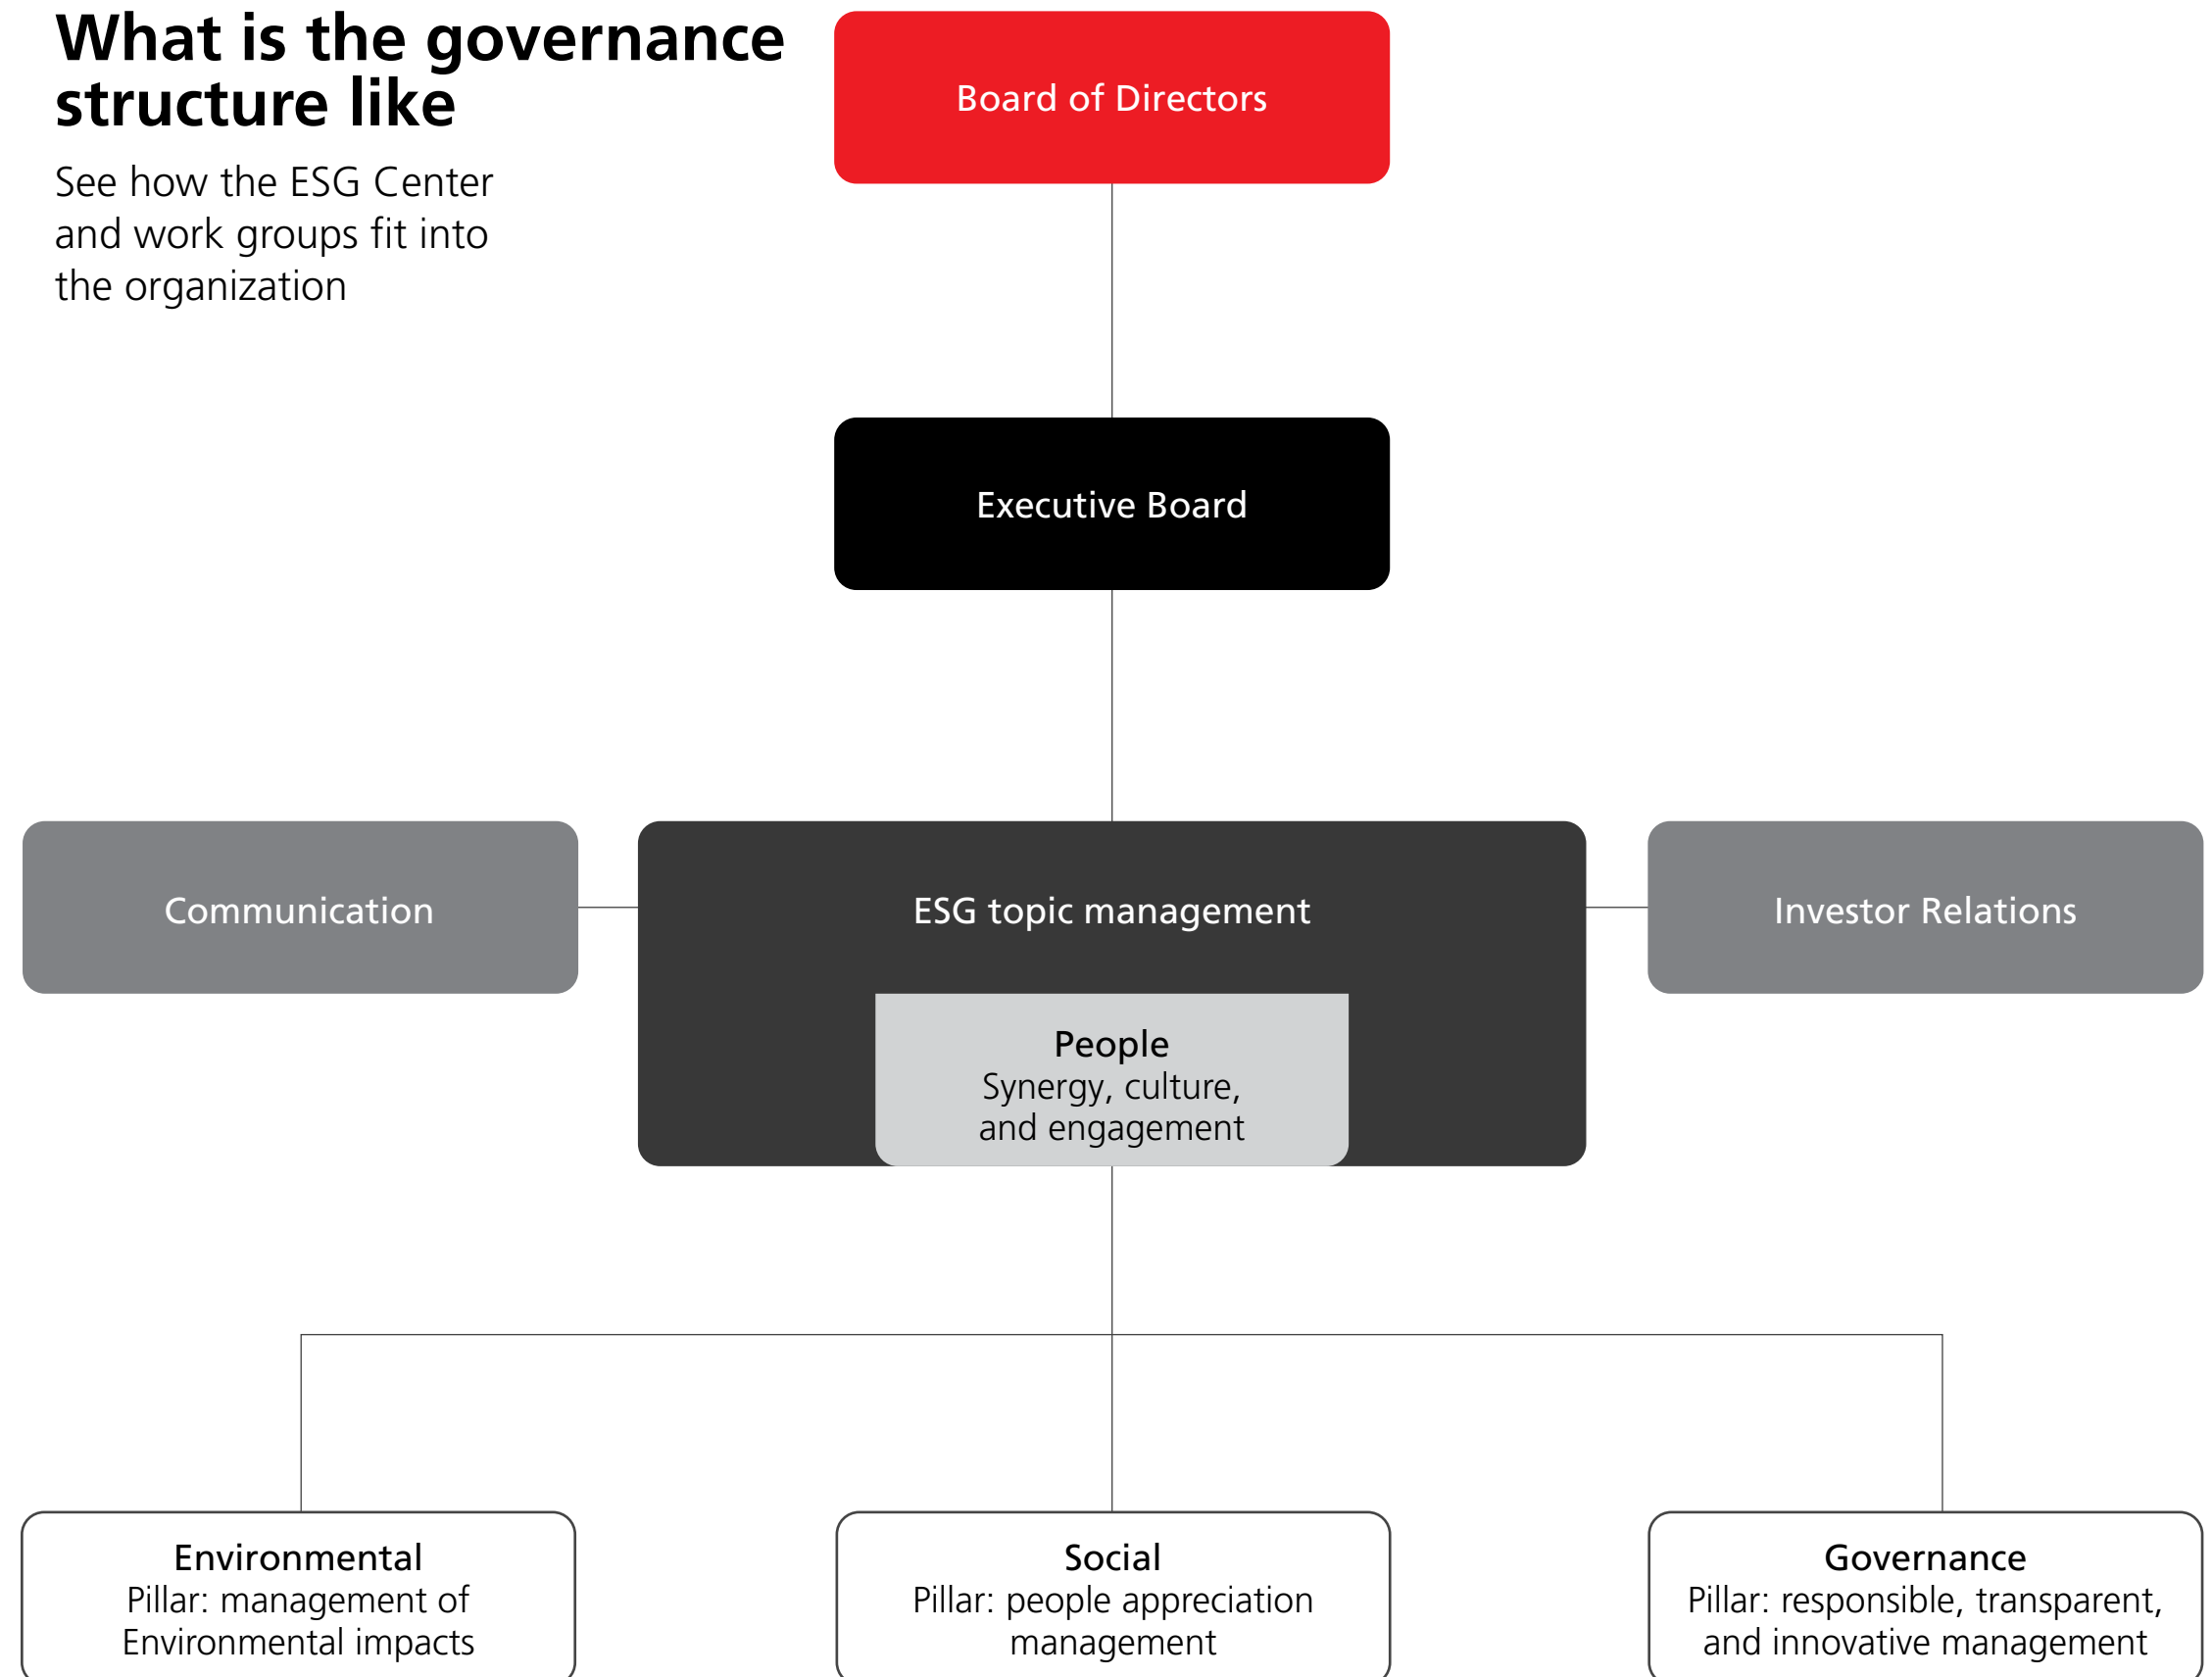 What is the governance
structure like
See how the ESG Center
and work groups fit into
the organization
Board of Directors
Executive Board
Communication
ESG topic management
Investor Relations
People
Synergy, culture,
and engagement
Environmental
Pillar: management of
Environmental impacts
Social
Pillar: people appreciation
management
Governance
Pillar: responsible, transparent,
and innovative management